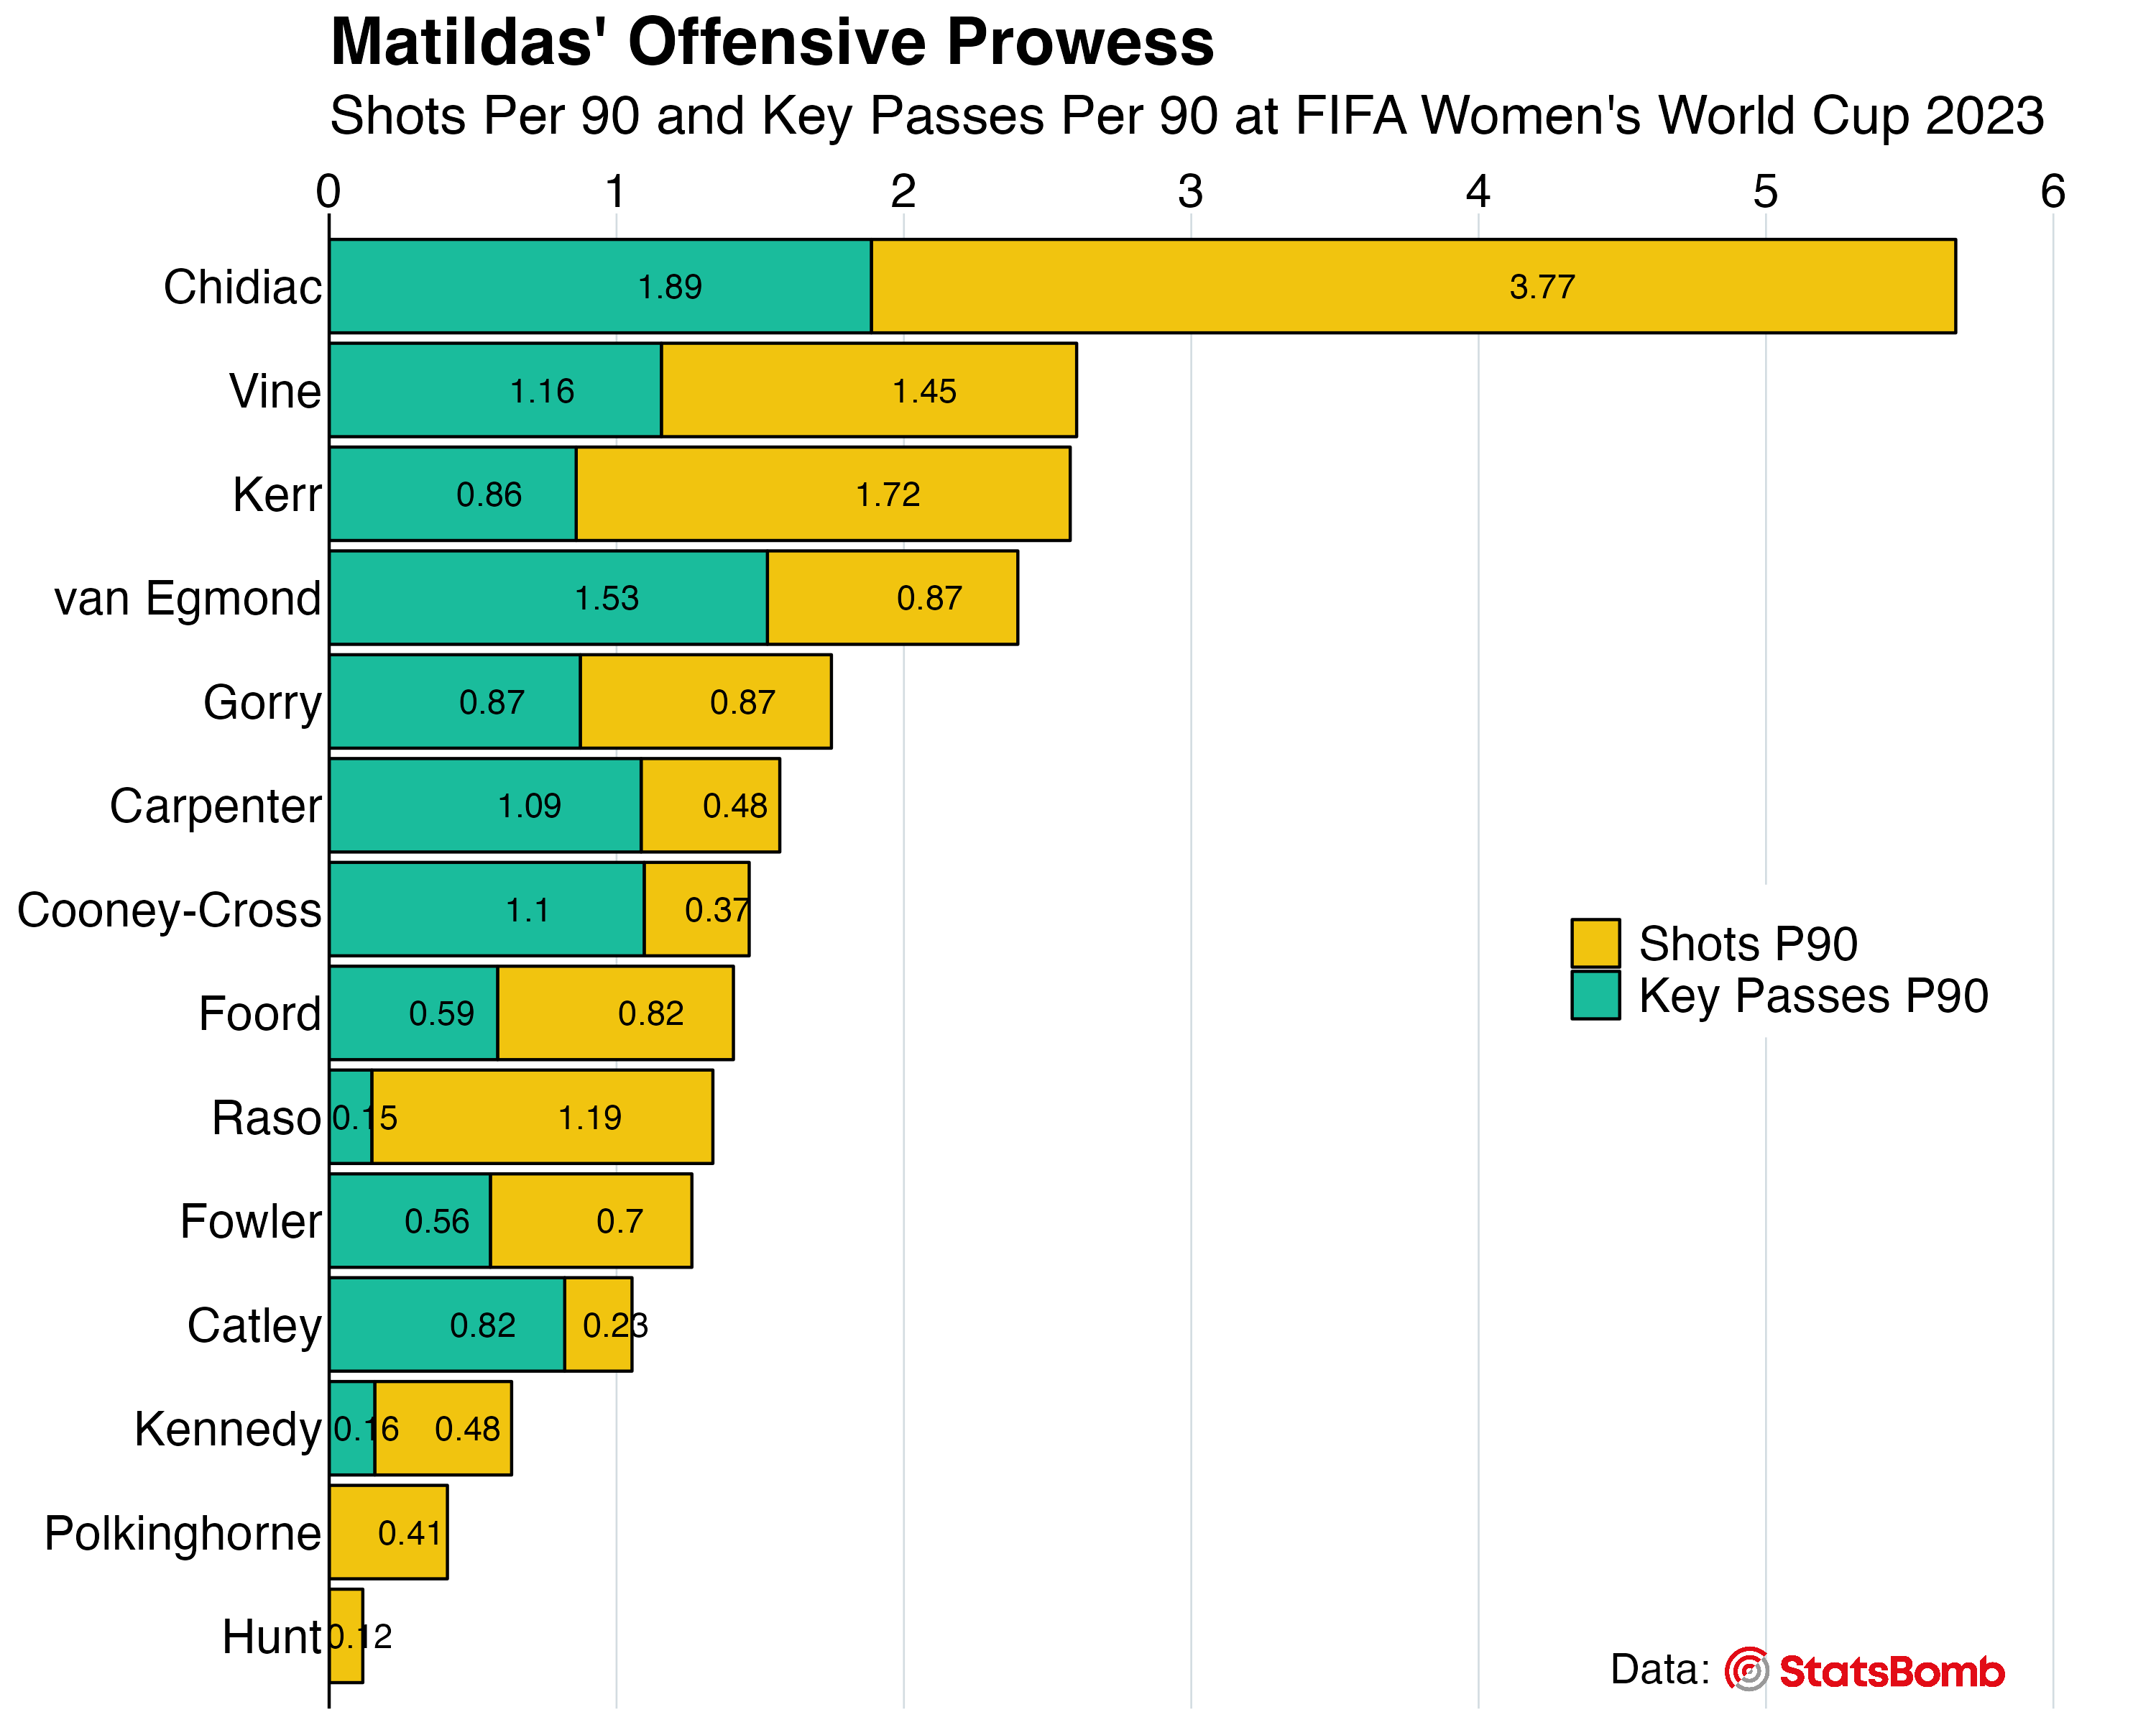 Matildas' Offensive Prowess
Shots Per 90 and Key Passes Per 90 at FIFA Women's World Cup 2023
0 1 2 3 4 5 6
Chidiac 1.89 3.77
Vine 1.16 1.45
Kerr 0.86 1.72
van Egmond 1.53 0.87
Gorry 0.87 0.87
Carpenter 1.09 0.48
Cooney-Cross 1.1 0.37
Foord 0.59 0.82
Raso 0.15 1.19
Fowler 0.56 0.7
Catley 0.82 0.23
Kennedy 0.16 0.48
Polkinghorne 0.41
Hunt 0.12
Shots P90
Key Passes P90
Data: StatsBomb